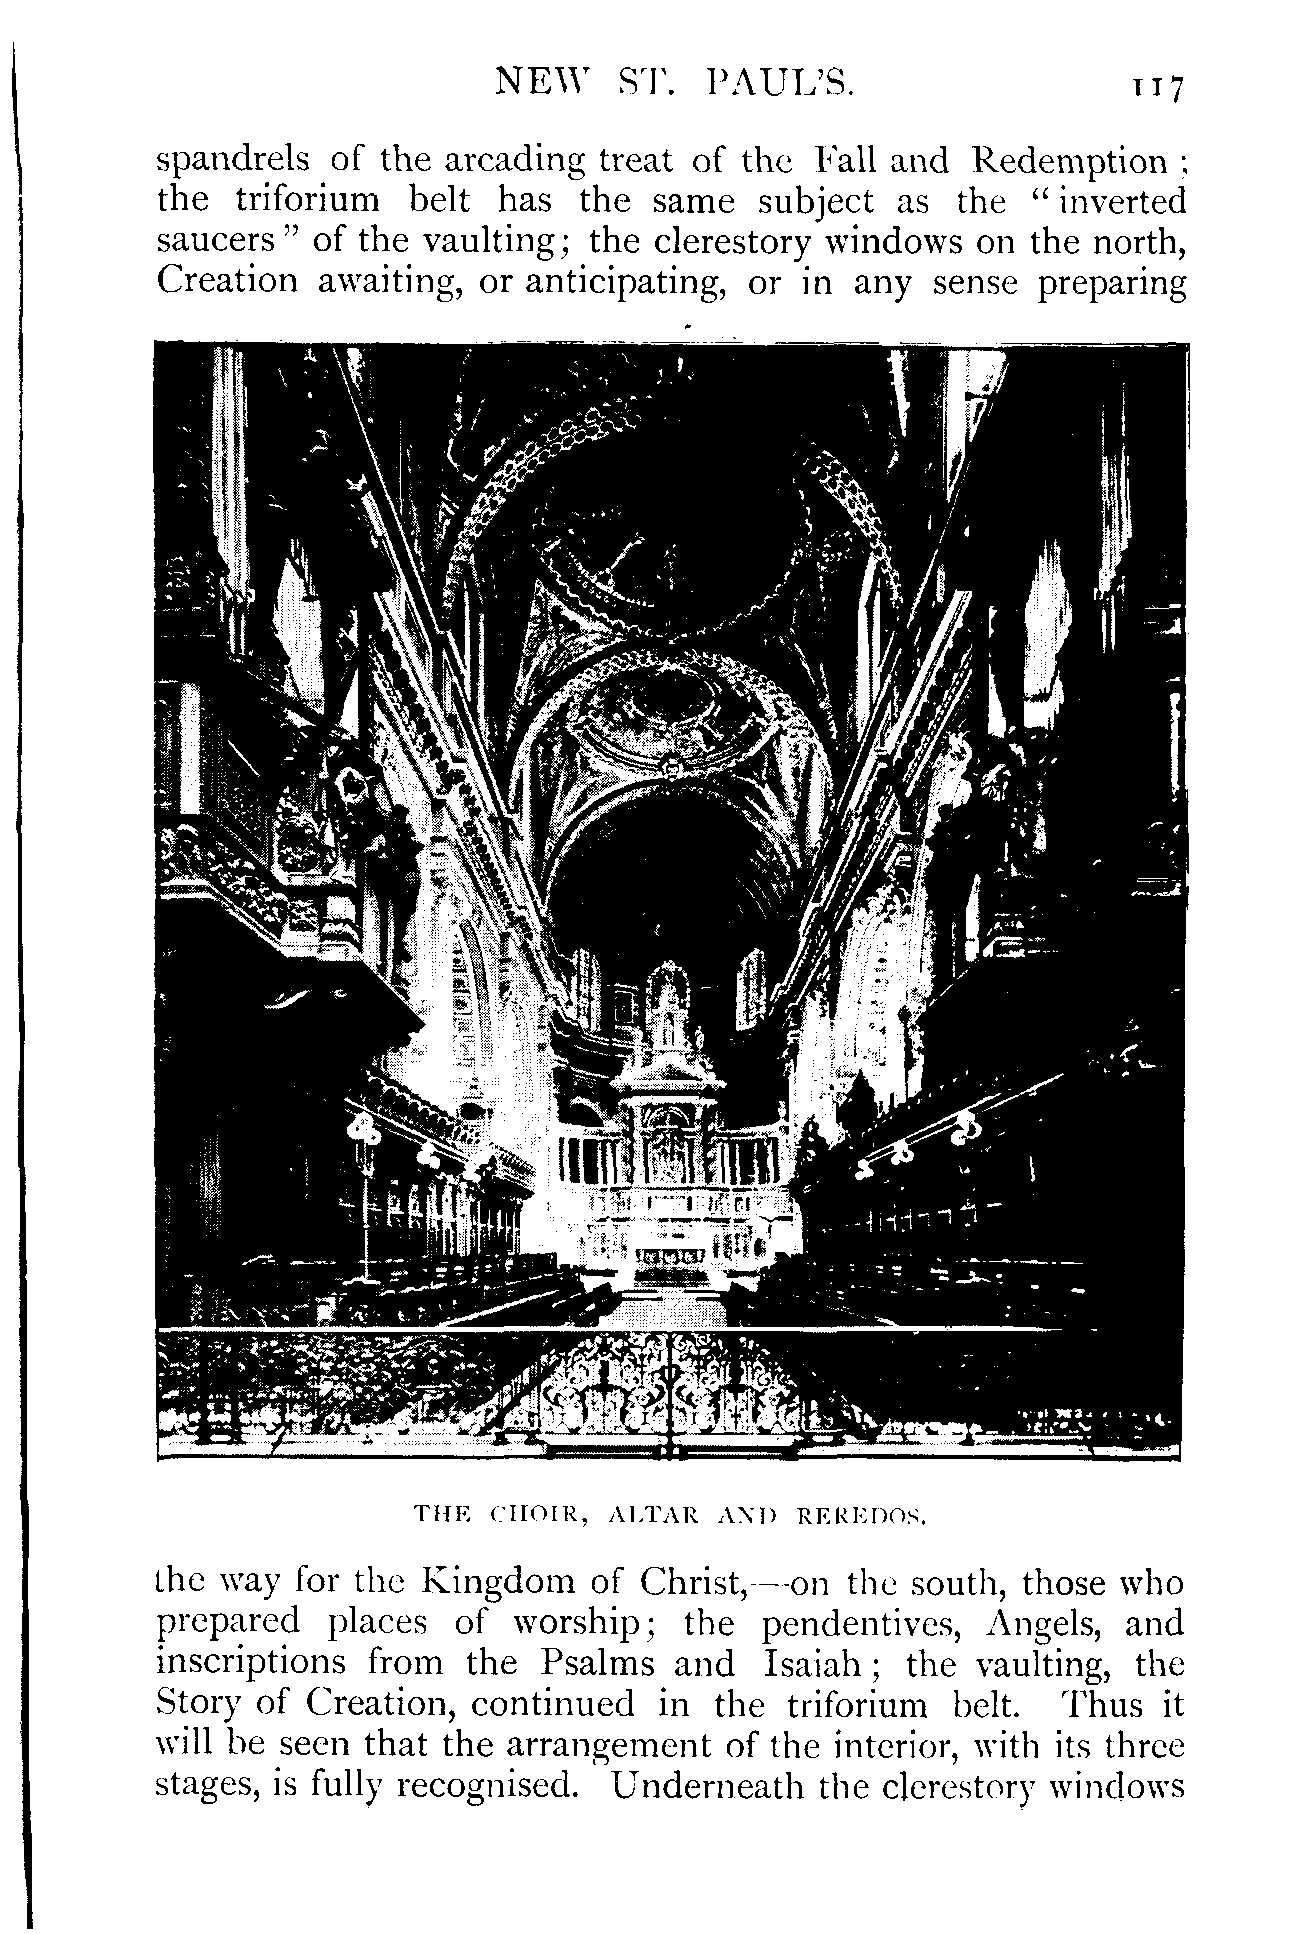 NEW ST. PAUL'S. 117
spandrels of the arcading treat of the Fall and Redemption ;
the triforium belt has the same subject as the “ inverted
saucers ” of the vaulting; the clerestory windows on the north,
Creation awaiting, or anticipating, or in any sense preparing
THE CHOIR, ALTAR AND REREDOS.
the way for the Kingdom of Christ,—on the south, those who
prepared places of worship; the pendentives, Angels, and
inscriptions from the Psalms and Isaiah ; the vaulting, the
Story of Creation, continued in the triforium belt. Thus it
will be seen that the arrangement of the interior, with its three
stages, is fully recognised. Underneath the clerestory windows